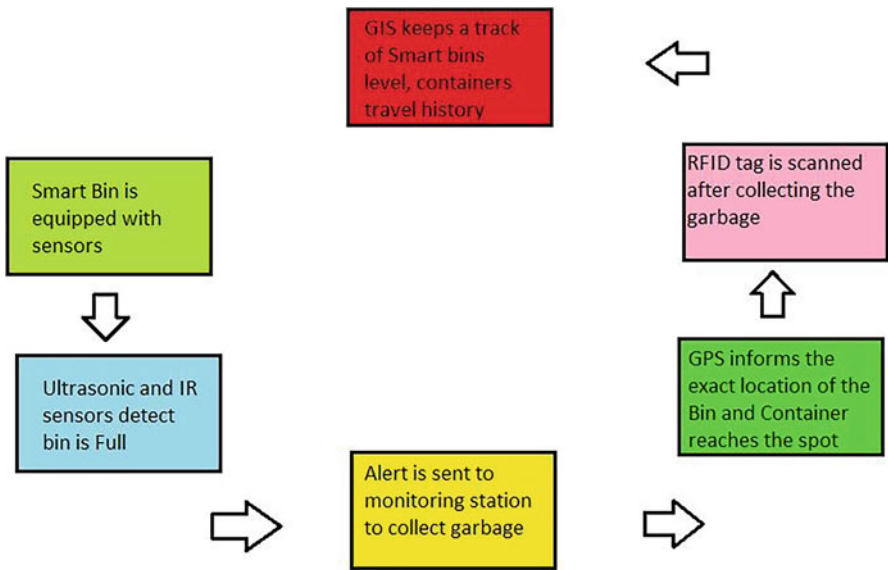 GIS keeps a track
of Smart bins
level, containers
travel history
Smart Bin is
equipped with
sensors
RFID tag is scanned
after collecting the
garbage
Ultrasonic and IR
sensors detect
bin is Full
GPS informs the
exact location of the
Bin and Container
reaches the spot
Alert is sent to
monitoring station
to collect garbage